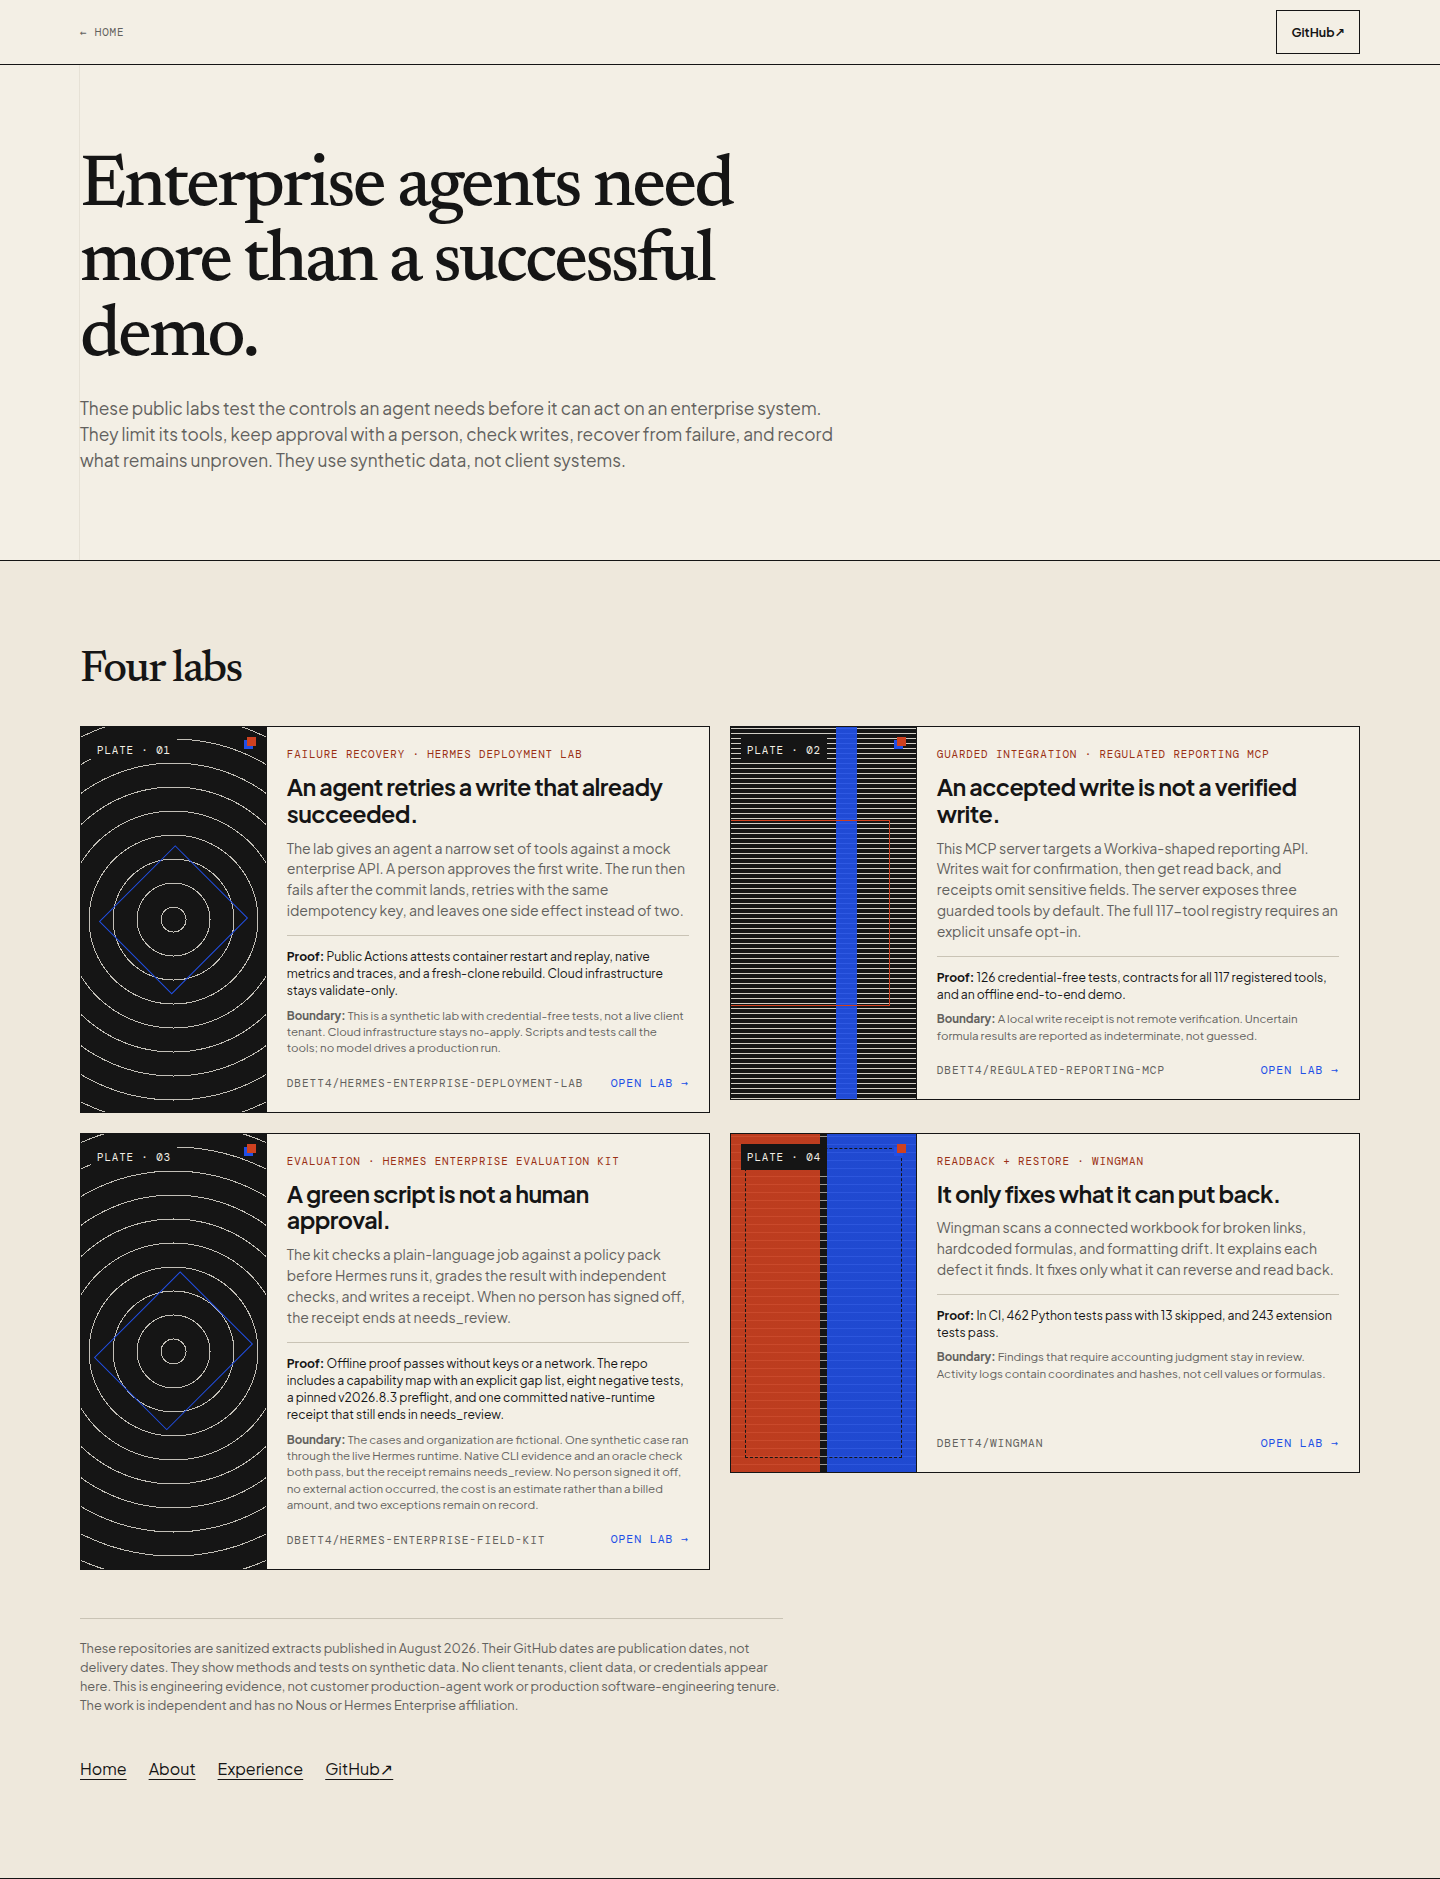 ← HOME
GitHub↗
Enterprise agents need
more than a successful
demo.
These public labs test the controls an agent needs before it can act on an enterprise system.
They limit its tools, keep approval with a person, check writes, recover from failure, and record
what remains unproven. They use synthetic data, not client systems.
Four labs
PLATE · 01
FAILURE RECOVERY · HERMES DEPLOYMENT LAB
An agent retries a write that already
succeeded.
The lab gives an agent a narrow set of tools against a mock
enterprise API. A person approves the first write. The run then
fails after the commit lands, retries with the same
idempotency key, and leaves one side effect instead of two.
Proof: Public Actions attests container restart and replay, native
metrics and traces, and a fresh-clone rebuild. Cloud infrastructure
stays validate-only.
Boundary: This is a synthetic lab with credential-free tests, not a live client
tenant. Cloud infrastructure stays no-apply. Scripts and tests call the
tools; no model drives a production run.
DBETT4/HERMES-ENTERPRISE-DEPLOYMENT-LAB
OPEN LAB →
PLATE · 02
GUARDED INTEGRATION · REGULATED REPORTING MCP
An accepted write is not a verified
write.
This MCP server targets a Workiva-shaped reporting API.
Writes wait for confirmation, then get read back, and
receipts omit sensitive fields. The server exposes three
guarded tools by default. The full 117-tool registry requires an
explicit unsafe opt-in.
Proof: 126 credential-free tests, contracts for all 117 registered tools,
and an offline end-to-end demo.
Boundary: A local write receipt is not remote verification. Uncertain
formula results are reported as indeterminate, not guessed.
DBETT4/REGULATED-REPORTING-MCP
OPEN LAB →
PLATE · 03
EVALUATION · HERMES ENTERPRISE EVALUATION KIT
A green script is not a human
approval.
The kit checks a plain-language job against a policy pack
before Hermes runs it, grades the result with independent
checks, and writes a receipt. When no person has signed off,
the receipt ends at needs_review.
Proof: Offline proof passes without keys or a network. The repo
includes a capability map with an explicit gap list, eight negative tests,
a pinned v2026.8.3 preflight, and one committed native-runtime
receipt that still ends in needs_review.
Boundary: The cases and organization are fictional. One synthetic case ran
through the live Hermes runtime. Native CLI evidence and an oracle check
both pass, but the receipt remains needs_review. No person signed it off,
no external action occurred, the cost is an estimate rather than a billed
amount, and two exceptions remain on record.
DBETT4/HERMES-ENTERPRISE-FIELD-KIT
OPEN LAB →
PLATE · 04
READBACK + RESTORE · WINGMAN
It only fixes what it can put back.
Wingman scans a connected workbook for broken links,
hardcoded formulas, and formatting drift. It explains each
defect it finds. It fixes only what it can reverse and read back.
Proof: In CI, 462 Python tests pass with 13 skipped, and 243 extension
tests pass.
Boundary: Findings that require accounting judgment stay in review.
Activity logs contain coordinates and hashes, not cell values or formulas.
DBETT4/WINGMAN
OPEN LAB →
These repositories are sanitized extracts published in August 2026. Their GitHub dates are publication dates, not
delivery dates. They show methods and tests on synthetic data. No client tenants, client data, or credentials appear
here. This is engineering evidence, not customer production-agent work or production software-engineering tenure.
The work is independent and has no Nous or Hermes Enterprise affiliation.
Home About Experience GitHub↗